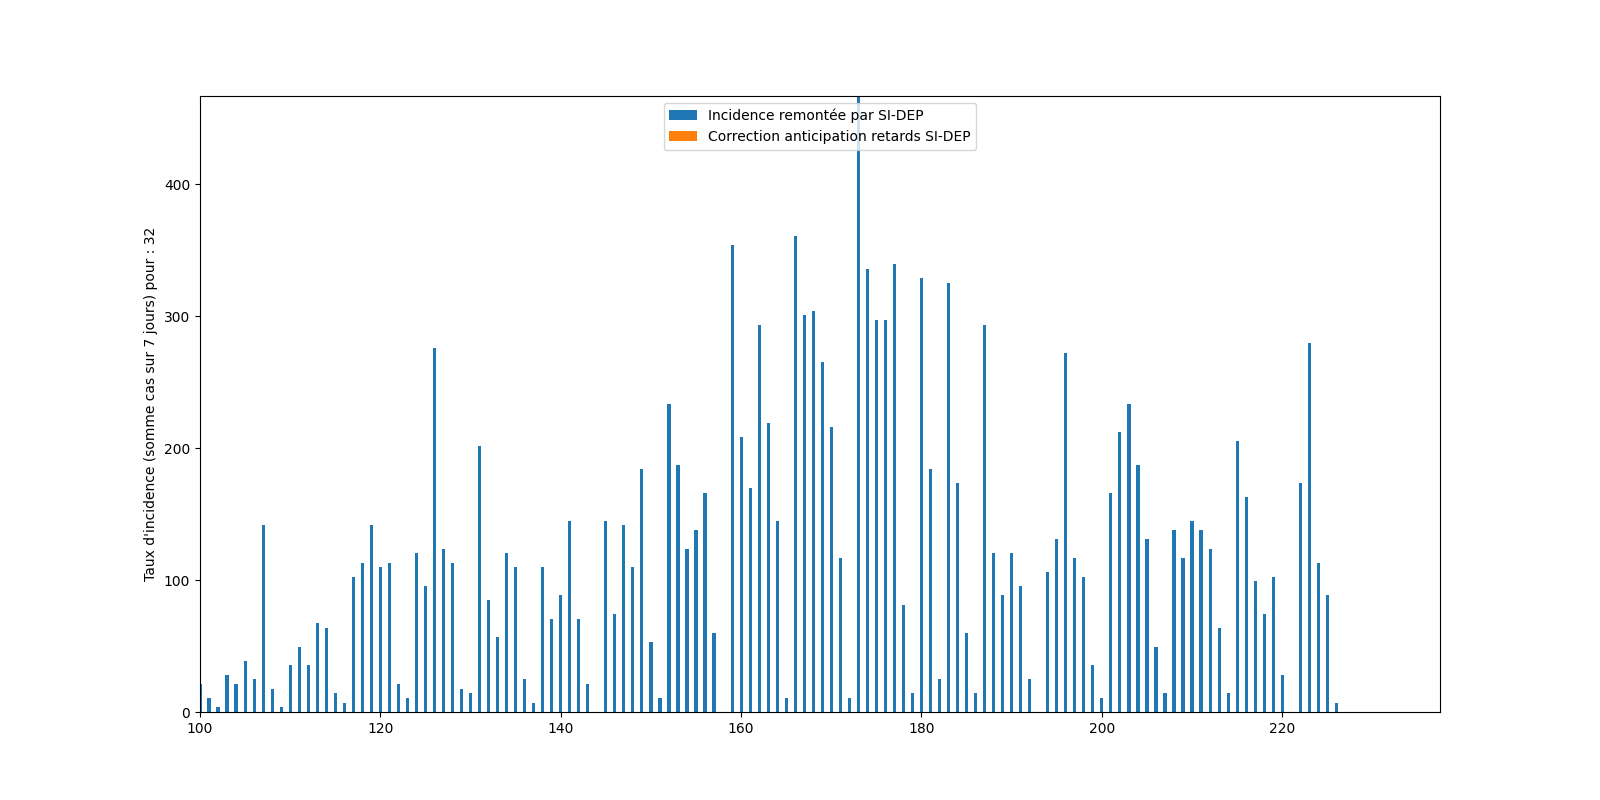 Incidence remontée par SI-DEP
Correction anticipation retards SI-DEP
Taux d'incidence (somme cas sur 7 jours) pour : 32
400
300
200
100
0
100 120 140 160 180 200 220